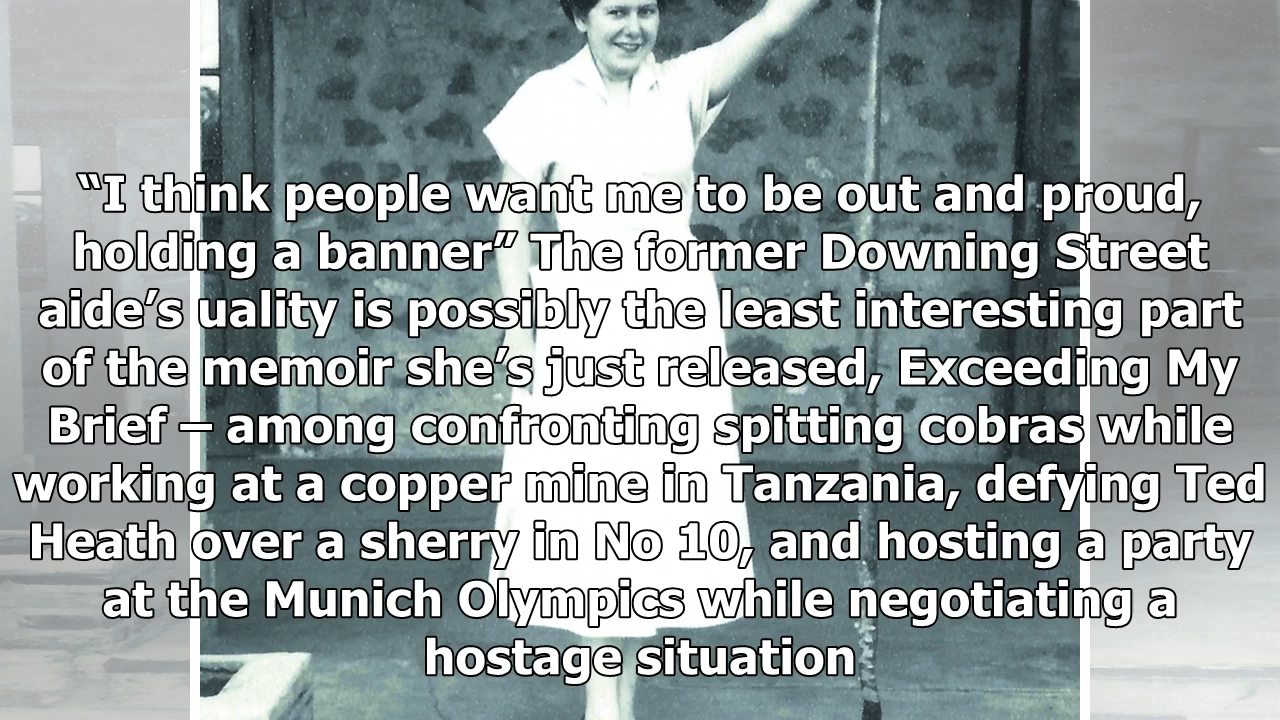 “I think people want me to be out and proud,
holding a banner” The former Downing Street
aide’s uality is possibly the least interesting part
of the memoir she’s just released, Exceeding My
Brief – among confronting spitting cobras while
working at a copper mine in Tanzania, defying Ted
Heath over a sherry in No 10, and hosting a party
at the Munich Olympics while negotiating a
hostage situation